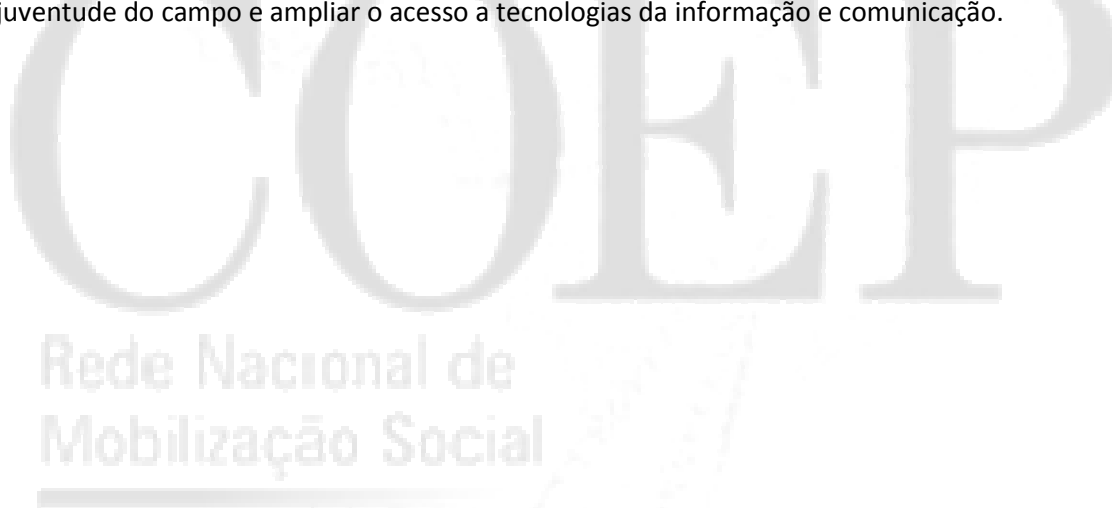 juventude do campo e ampliar o acesso a tecnologias da informação e comunicação.
COEP
Rede Nacional de
Mobilização Social